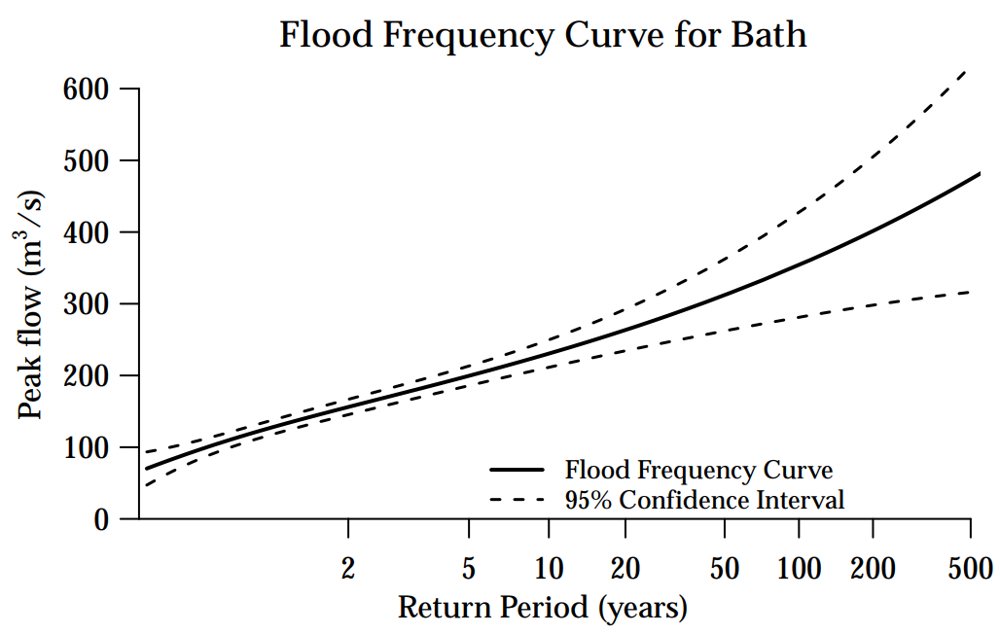 Flood Frequency Curve for Bath
Peak flow (m³/s)
600
500
400
300
200
100
0
Flood Frequency Curve
95% Confidence Interval
2 5 10 20 50 100 200 500
Return Period (years)